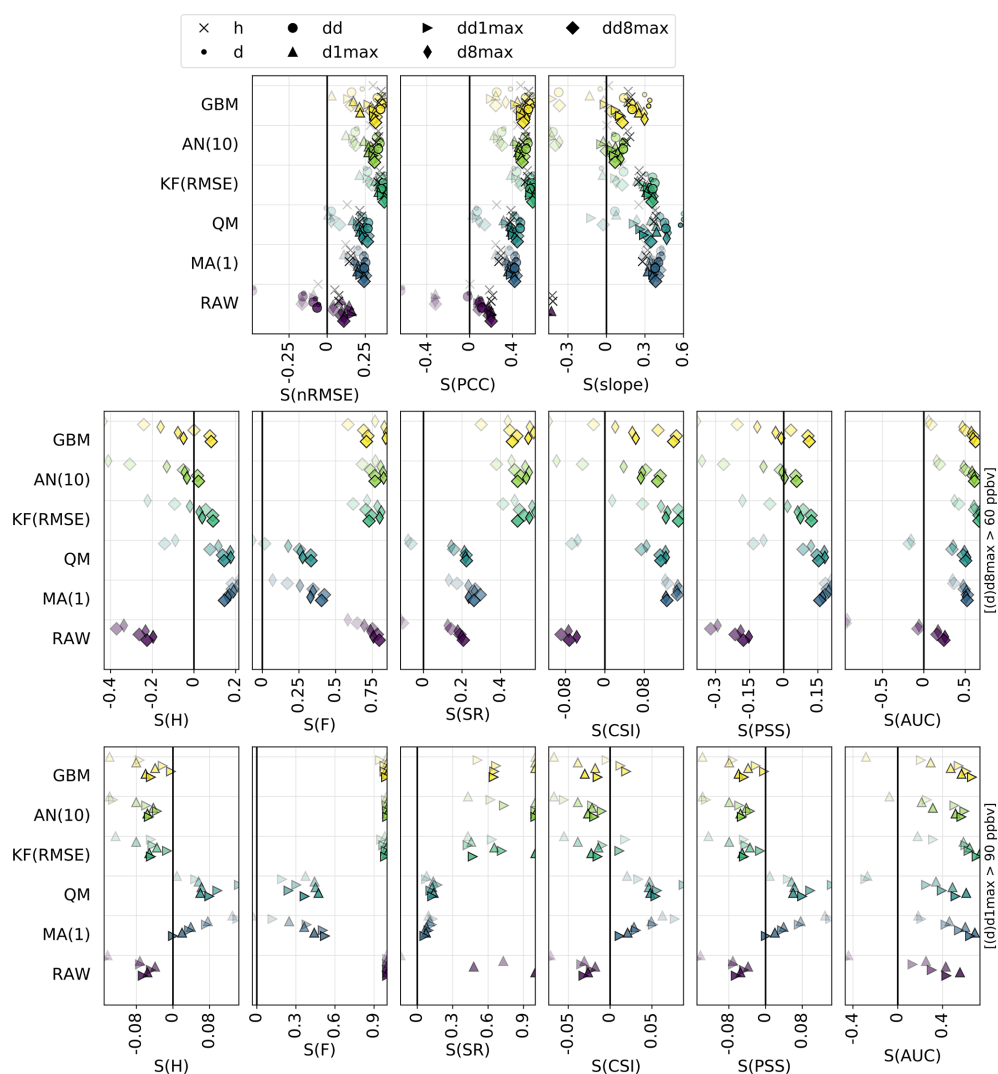 h dd dd1max dd8max
d d1max d8max
GBM
AN(10)
KF(RMSE)
QM
MA(1)
RAW
-0.25 0 0.25
-0.4 0 0.4
-0.3 0 0.3 0.6
S(nRMSE) S(PCC) S(slope)
GBM
AN(10)
KF(RMSE)
QM
MA(1)
RAW
[(d)d8max > 60 ppbv]
-0.4 -0.2 0 0.2
0 0.25 0.5 0.75
0 0.2 0.4
-0.08 0 0.08
-0.3 -0.15 0 0.15
-0.5 0 0.5
S(H) S(F) S(SR) S(CSI) S(PSS) S(AUC)
GBM
AN(10)
KF(RMSE)
QM
MA(1)
RAW
[(d)d1max > 90 ppbv]
-0.08 0 0.08
0 0.3 0.6 0.9
0 0.3 0.6 0.9
-0.05 0 0.05
-0.08 0 0.08
-0.4 0 0.4
S(H) S(F) S(SR) S(CSI) S(PSS) S(AUC)